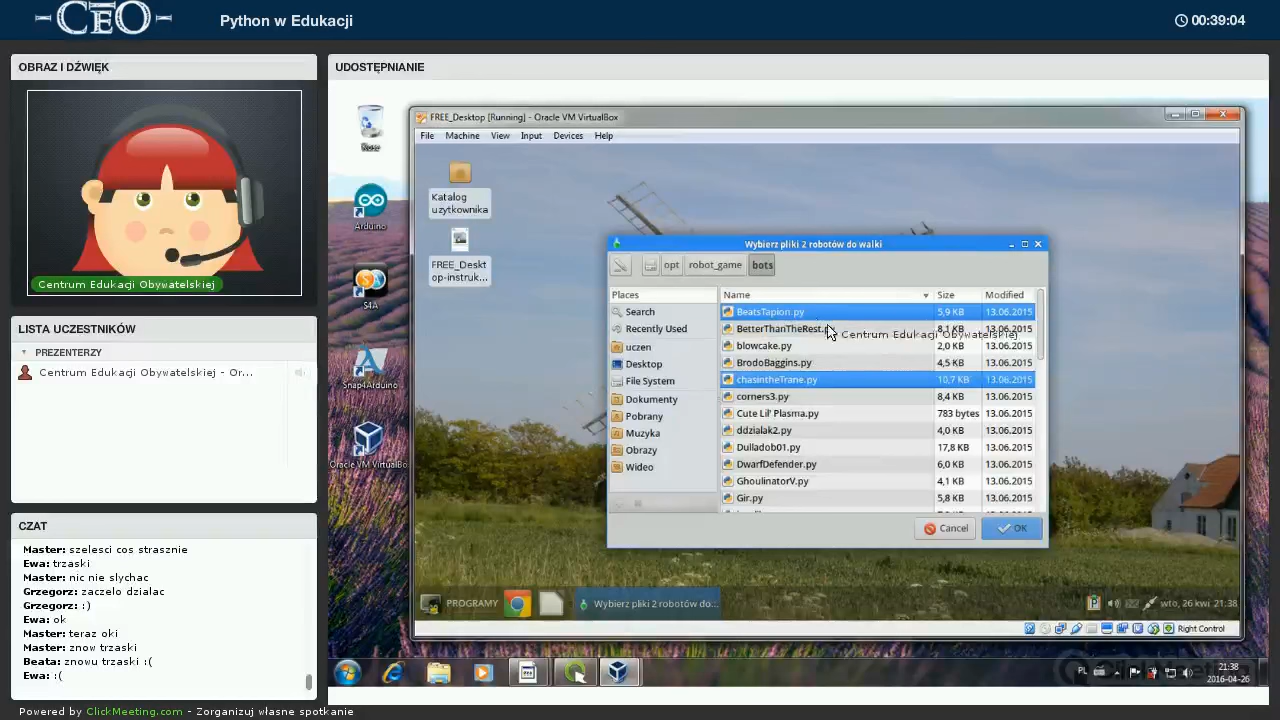 CEO
Python w Edukacji
00:39:04
OBRAZ I DŹWIĘK
Centrum Edukacji Obywatelskiej
LISTA UCZESTNIKÓW
PREZENTERZY
Centrum Edukacji Obywatelskiej - Or...
CZAT
Master: szelesci cos strasznie
Ewa: trzaski
Master: nic nie slychac
Grzegorz: zaczelo dzialac
Grzegorz: :)
Ewa: ok
Master: teraz oki
Master: znow trzaski
Beata: znowu trzaski :(
Ewa: :(
Powered by ClickMeeting.com - Zorganizuj własne spotkanie
UDOSTĘPNIANIE
Kosz
Arduino
S4A
Snap4Arduino
Oracle VM VirtualBo
FREE_Desktop [Running] - Oracle VM VirtualBox
File Machine View Input Devices Help
Katalog
uzytkownika
FREE_Deskt
op-instruk...
Wybierz pliki 2 robotów do walki
opt robot_game bots
Places
Search
Recently Used
uczen
Desktop
File System
Dokumenty
Pobrany
Muzyka
Obrazy
Wideo
Name Size Modified
BeatsTapion.py 5,9 KB 13.06.2015
BetterThanTheRest.p 8,1 KB 13.06.2015
Centrum Edukacji Obywatelskiej
blowcake.py 2,0 KB 13.06.2015
BrodoBaggins.py 4,5 KB 13.06.2015
chasintheTrane.py 10,7 KB 13.06.2015
corners3.py 8,4 KB 13.06.2015
Cute Lil' Plasma.py 783 bytes 13.06.2015
ddzialak2.py 4,0 KB 13.06.2015
Dulladob01.py 17,8 KB 13.06.2015
DwarfDefender.py 6,0 KB 13.06.2015
GhoulinatorV.py 4,1 KB 13.06.2015
Gir.py 5,8 KB 13.06.2015
Cancel OK
PROGRAMY
Wybierz pliki 2 robotów do...
wto, 26 kwi 21:38
Right Control
PL
21:38
2016-04-26